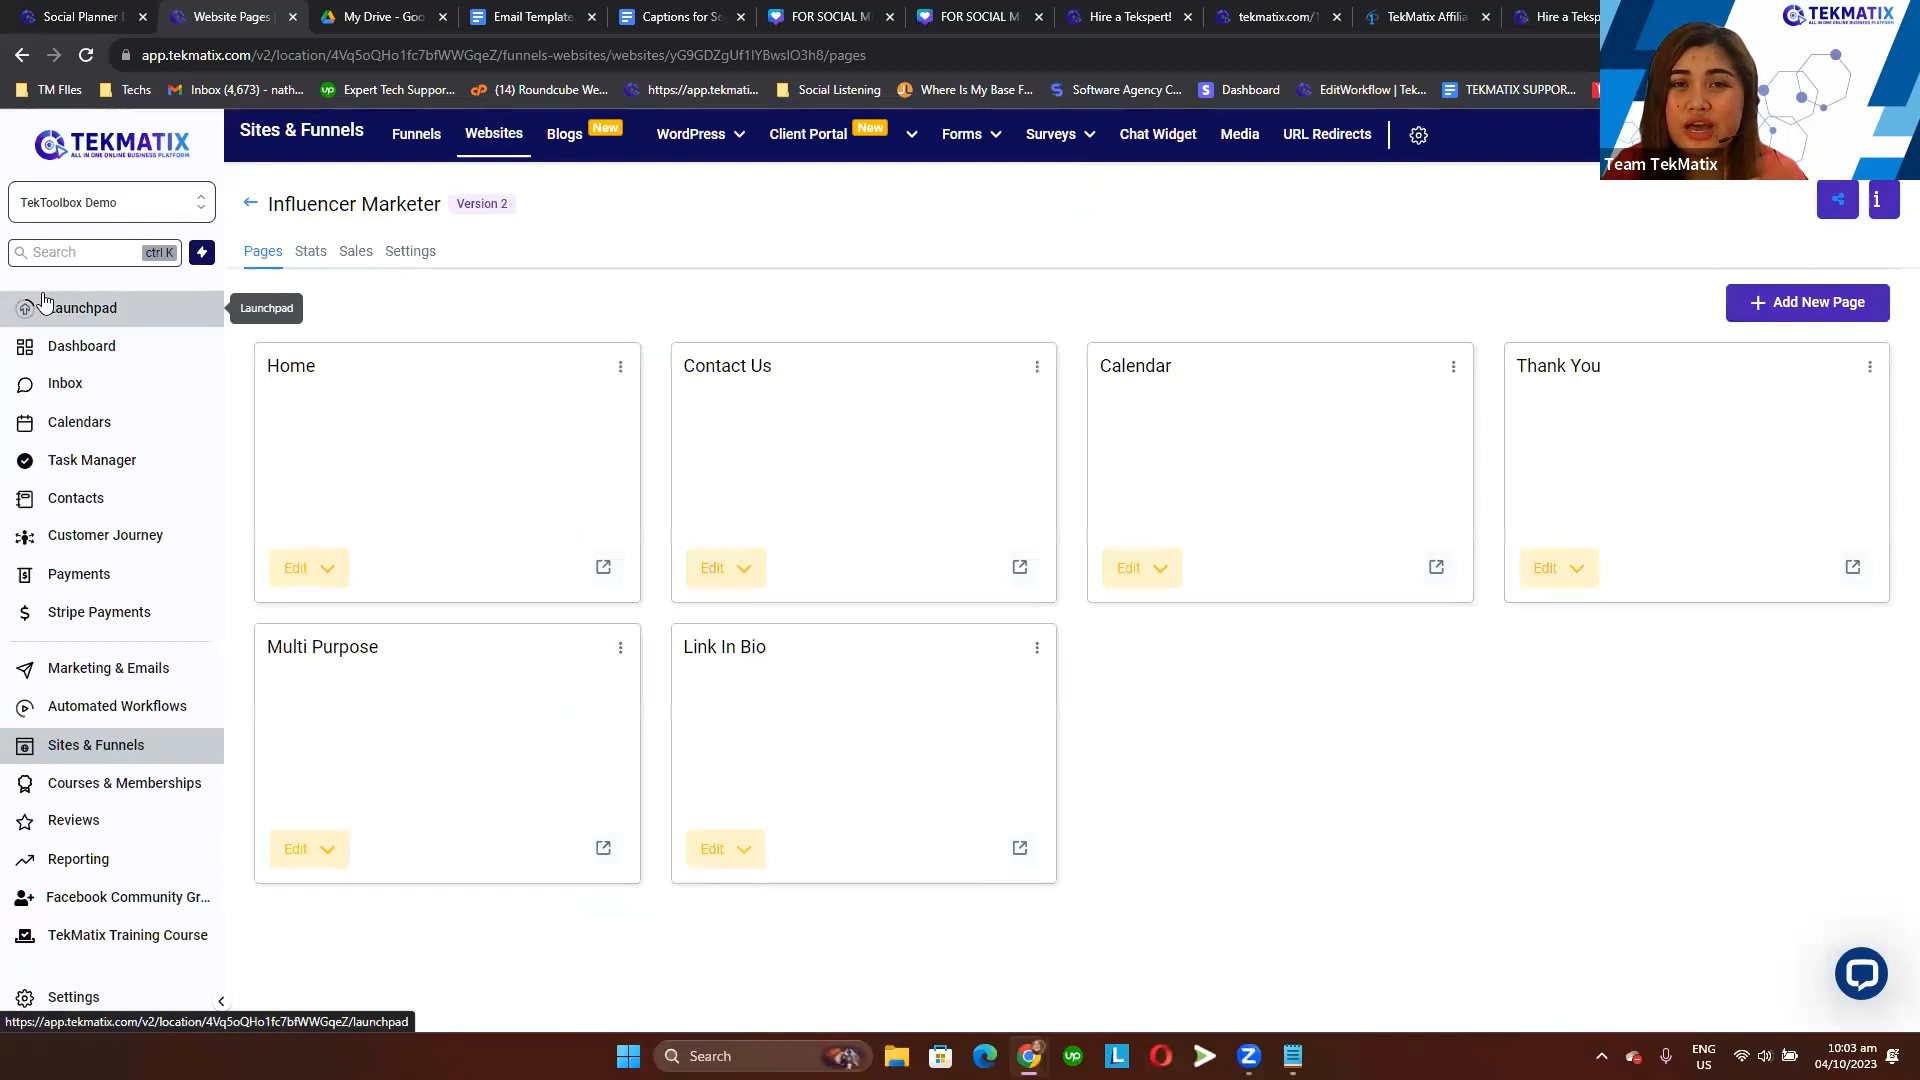 Social Planner
Website Pages
My Drive - Goo
Email Template
Captions for So
FOR SOCIAL M
FOR SOCIAL M
Hire a Tekspert!
tekmatix.com/
TekMatix Affilia
Hire a Teksp
app.tekmatix.com/v2/location/4Vq5oQHo1fc7bfWWGqeZ/funnels-websites/websites/yG9GDZgUf1lYBwslO3h8/pages
TM FIles
Techs
Inbox (4,673) - nath...
Expert Tech Suppor...
(14) Roundcube We...
https://app.tekmati...
Social Listening
Where Is My Base F...
Software Agency C...
Dashboard
EditWorkflow | Tek...
TEKMATIX SUPPOR...
TEKMATIX
Team TekMatix
TEKMATIX
ALL IN ONE ONLINE BUSINESS PLATFORM
Sites & Funnels
Funnels
Websites
Blogs
New
WordPress
Client Portal
New
Forms
Surveys
Chat Widget
Media
URL Redirects
TekToolbox Demo
Search
ctrl K
← Influencer Marketer
Version 2
i
Pages
Stats
Sales
Settings
+ Add New Page
Launchpad
Launchpad
Dashboard
Inbox
Calendars
Task Manager
Contacts
Customer Journey
Payments
Stripe Payments
Marketing & Emails
Automated Workflows
Sites & Funnels
Courses & Memberships
Reviews
Reporting
Facebook Community Gr...
TekMatix Training Course
Settings
Home
Edit
Contact Us
Edit
Calendar
Edit
Thank You
Edit
Multi Purpose
Edit
Link In Bio
Edit
https://app.tekmatix.com/v2/location/4Vq5oQHo1fc7bfWWGqeZ/launchpad
Search
ENG
US
10:03 am
04/10/2023